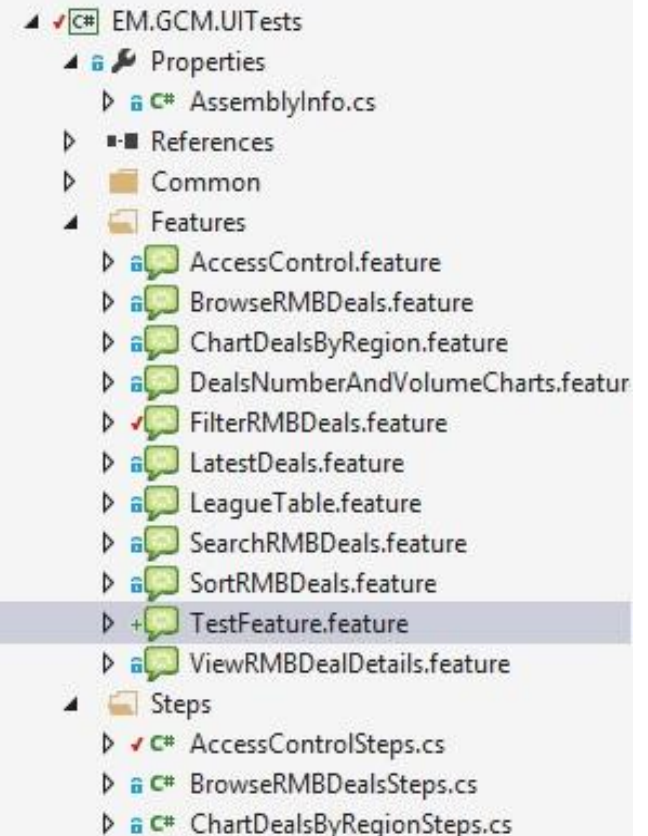 C# EM.GCM.UITests
Properties
C# AssemblyInfo.cs
References
Common
Features
AccessControl.feature
BrowseRMBDeals.feature
ChartDealsByRegion.feature
DealsNumberAndVolumeCharts.featur
FilterRMBDeals.feature
LatestDeals.feature
LeagueTable.feature
SearchRMBDeals.feature
SortRMBDeals.feature
TestFeature.feature
ViewRMBDealDetails.feature
Steps
C# AccessControlSteps.cs
C# BrowseRMBDealsSteps.cs
C# ChartDealsByRegionSteps.cs